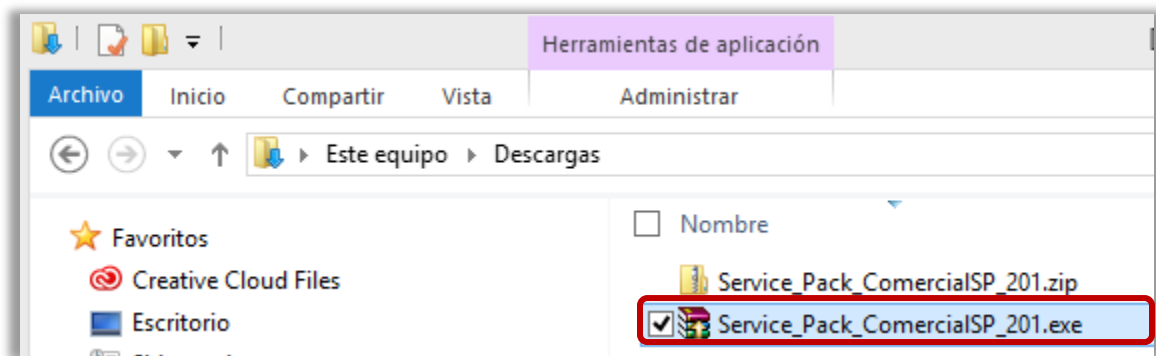 Herramientas de aplicación
Archivo Inicio Compartir Vista Administrar
Este equipo Descargas
Nombre
Favoritos
Creative Cloud Files
Escritorio
Service_Pack_ComercialSP_201.zip
Service_Pack_ComercialSP_201.exe